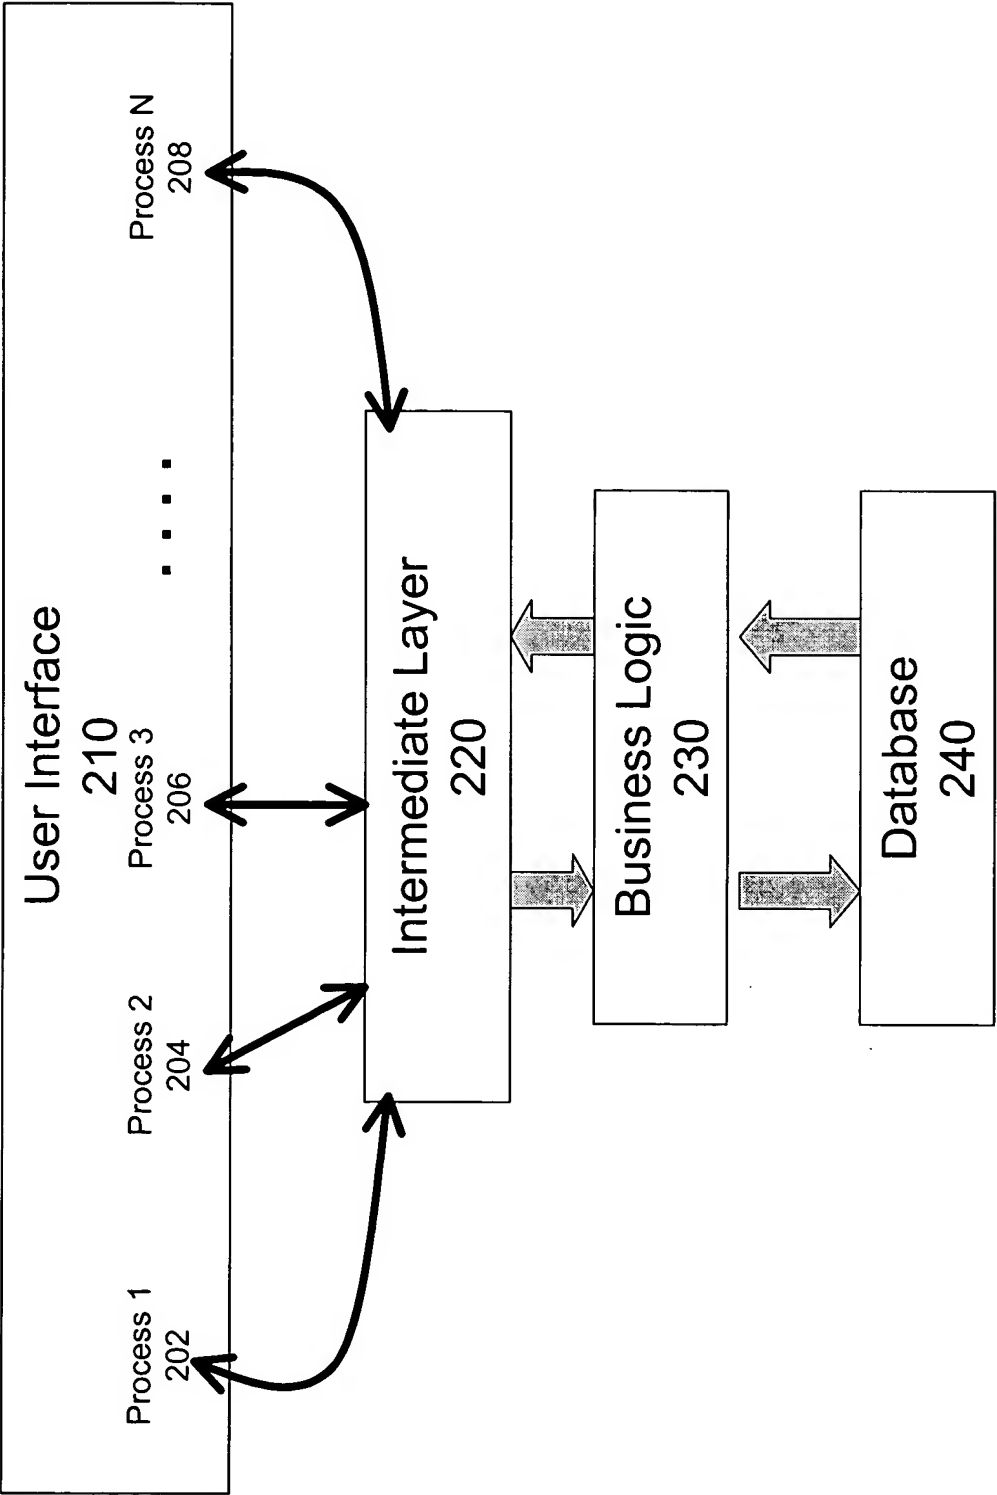 User Interface
210
Process 1
202
Process 2
204
Process 3
206
. . . .
Process N
208
Intermediate Layer
220
Business Logic
230
Database
240